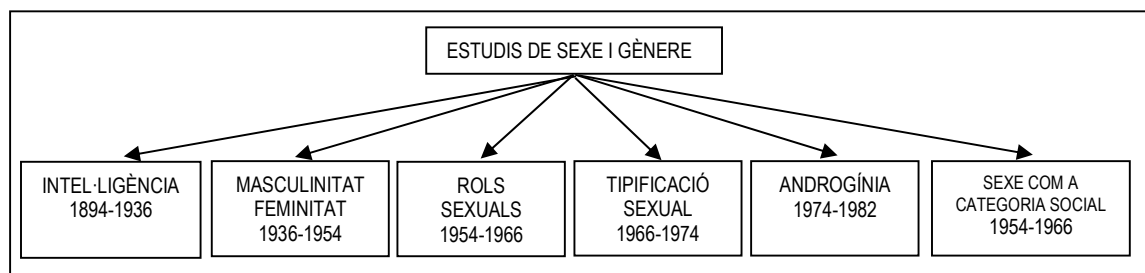 ESTUDIS DE SEXE I GÈNERE
INTEL·LIGÈNCIA
1894-1936
MASCULINITAT
FEMINITAT
1936-1954
ROLS
SEXUALS
1954-1966
TIPIFICACIÓ
SEXUAL
1966-1974
ANDROGÍNIA
1974-1982
SEXE COM A
CATEGORIA SOCIAL
1954-1966